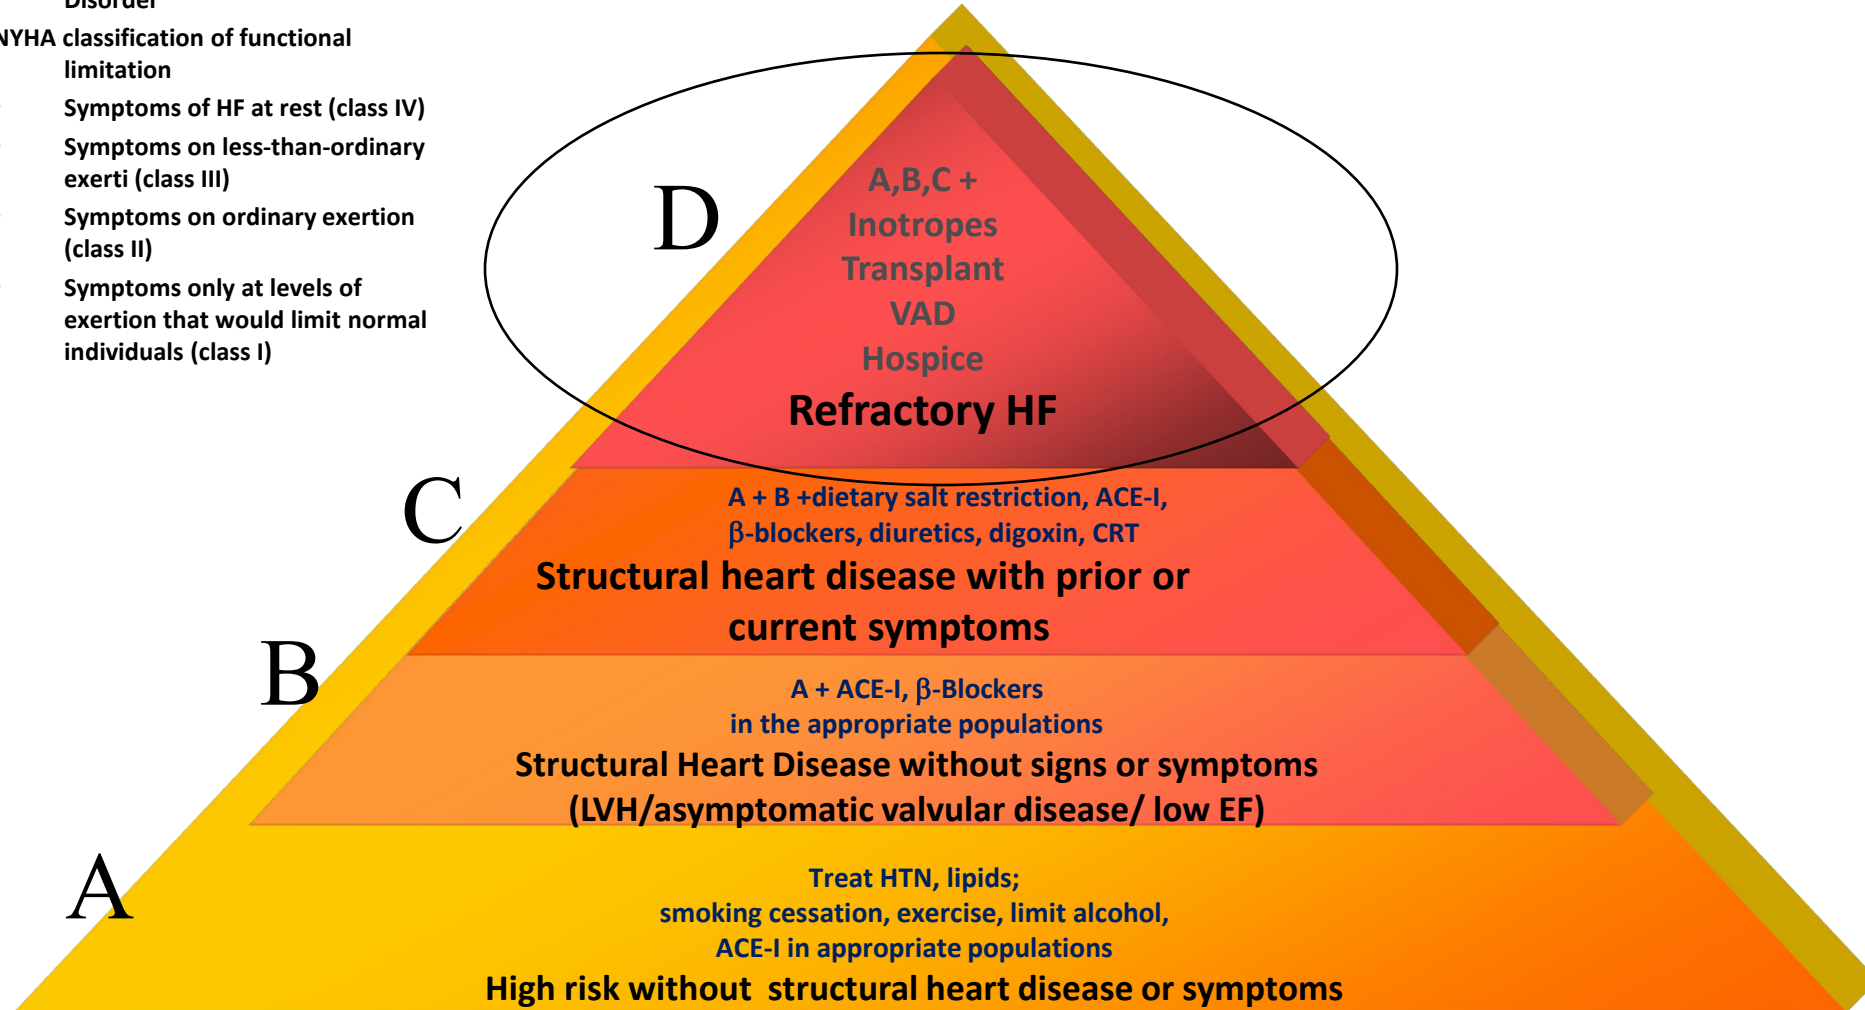 Disorder
NYHA classification of functional
limitation
Symptoms of HF at rest (class IV)
Symptoms on less-than-ordinary
exerti (class III)
Symptoms on ordinary exertion
(class II)
Symptoms only at levels of
exertion that would limit normal
individuals (class I)
D
A,B,C +
Inotropes
Transplant
VAD
Hospice
Refractory HF
C
A + B +dietary salt restriction, ACE-I,
β-blockers, diuretics, digoxin, CRT
Structural heart disease with prior or
current symptoms
B
A + ACE-I, β-Blockers
in the appropriate populations
Structural Heart Disease without signs or symptoms
(LVH/asymptomatic valvular disease/ low EF)
A
Treat HTN, lipids;
smoking cessation, exercise, limit alcohol,
ACE-I in appropriate populations
High risk without structural heart disease or symptoms